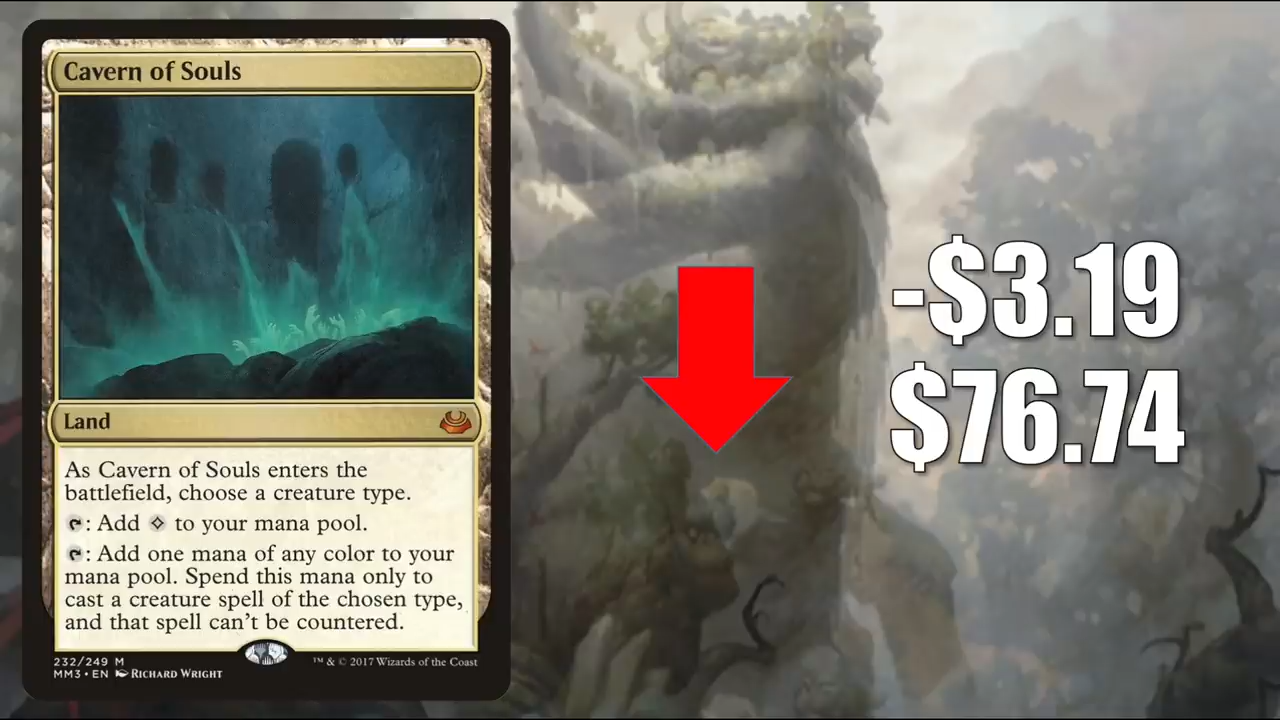 Cavern of Souls
Land
As Cavern of Souls enters the
battlefield, choose a creature type.
: Add to your mana pool.
: Add one mana of any color to your
mana pool. Spend this mana only to
cast a creature spell of the chosen type,
and that spell can't be countered.
232/249 M
MM3 • EN Richard Wright
™ & © 2017 Wizards of the Coast
-$3.19
$76.74